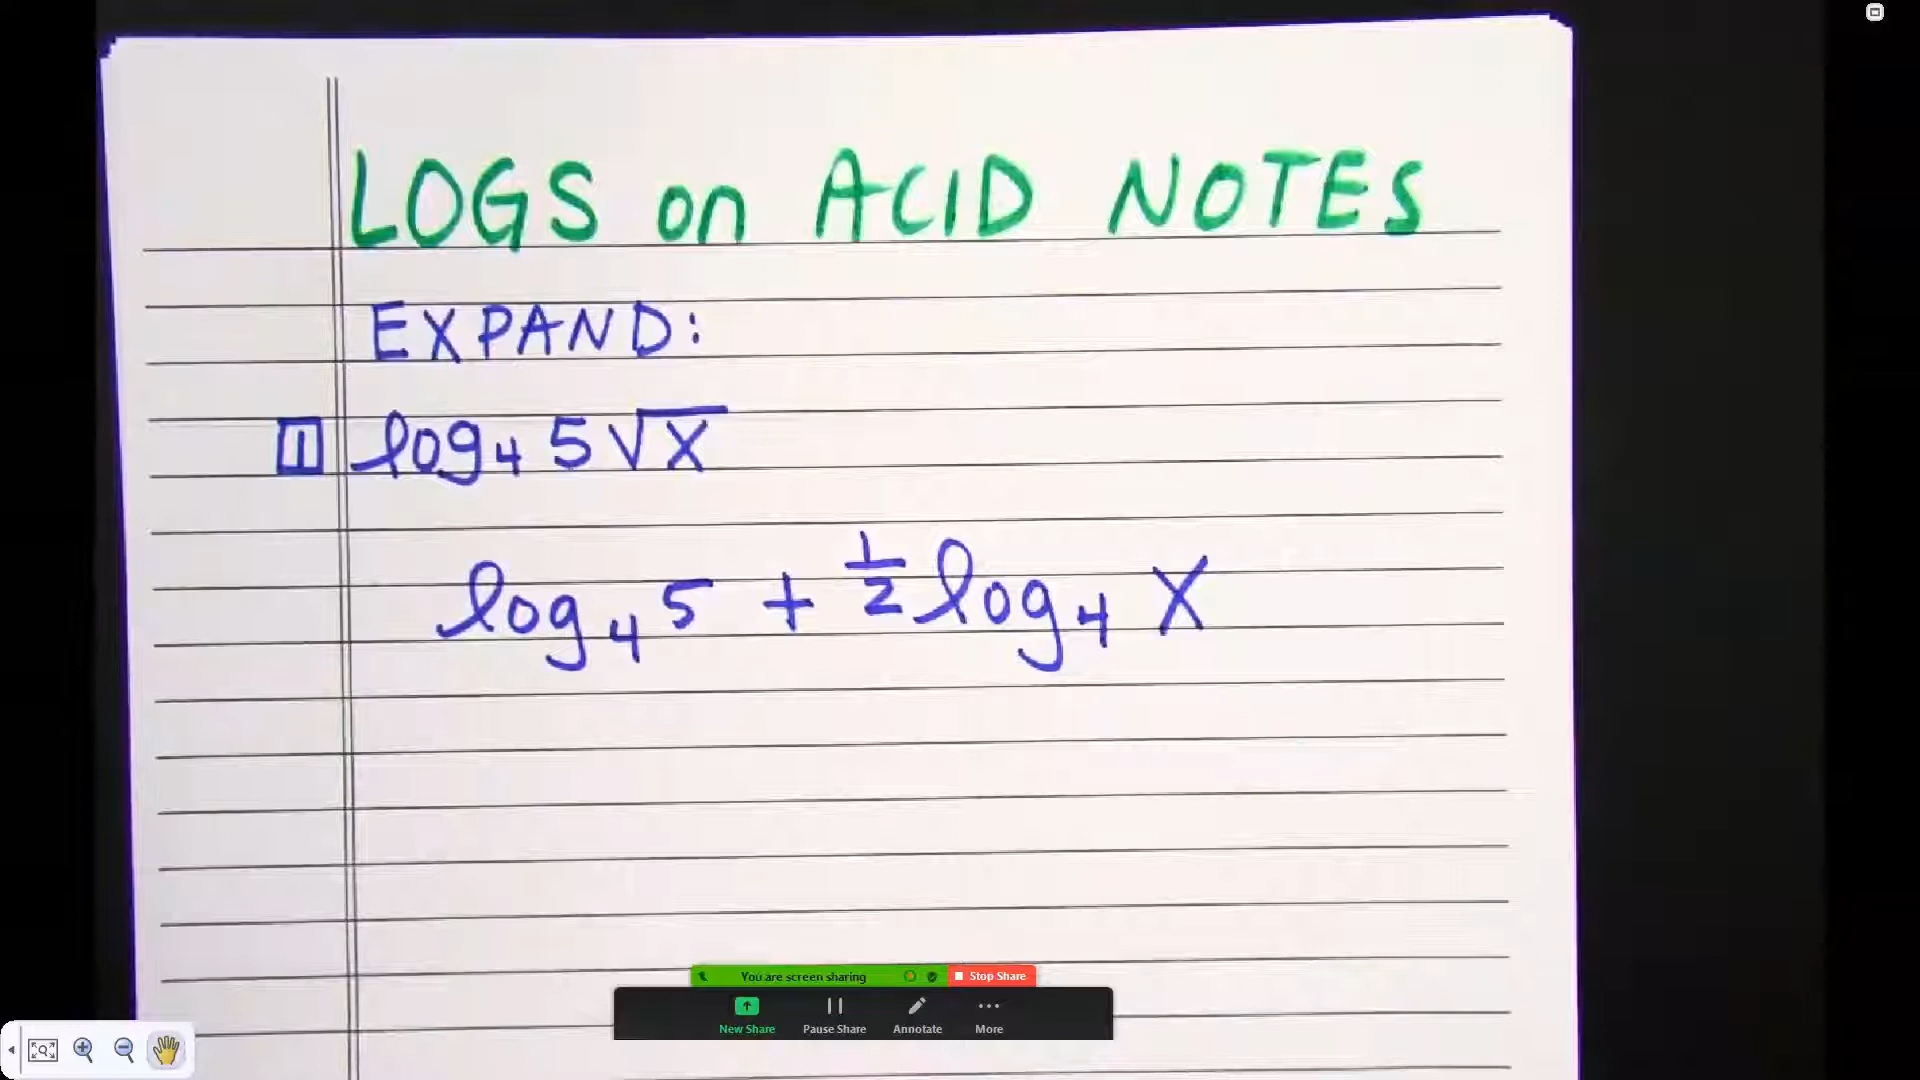 LOGS on ACID NOTES
EXPAND:
1 log₄ 5√x
log₄ 5 + ½ log₄ x
You are screen sharing Stop Share
New Share Pause Share Annotate More